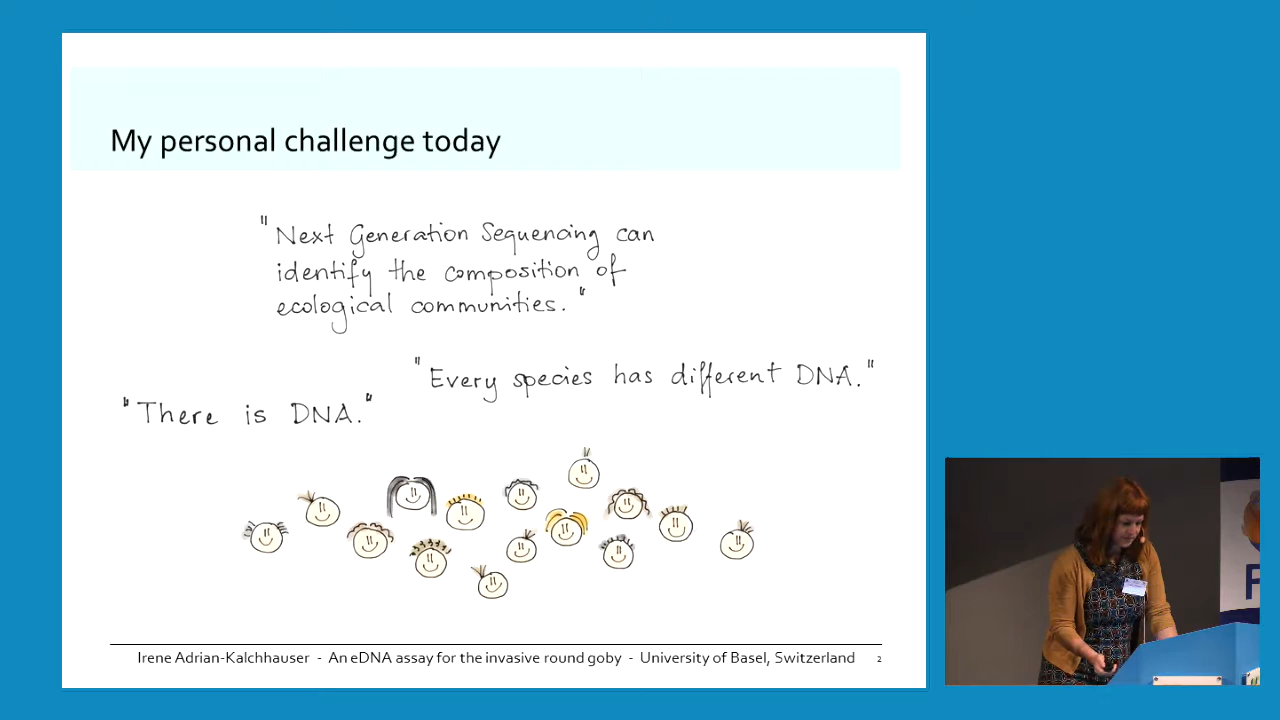 My personal challenge today
"Next Generation Sequencing can
identify the composition of
ecological communities."
"Every species has different DNA."
"There is DNA."
Irene Adrian-Kalchhauser - An eDNA assay for the invasive round goby - University of Basel, Switzerland 2
F